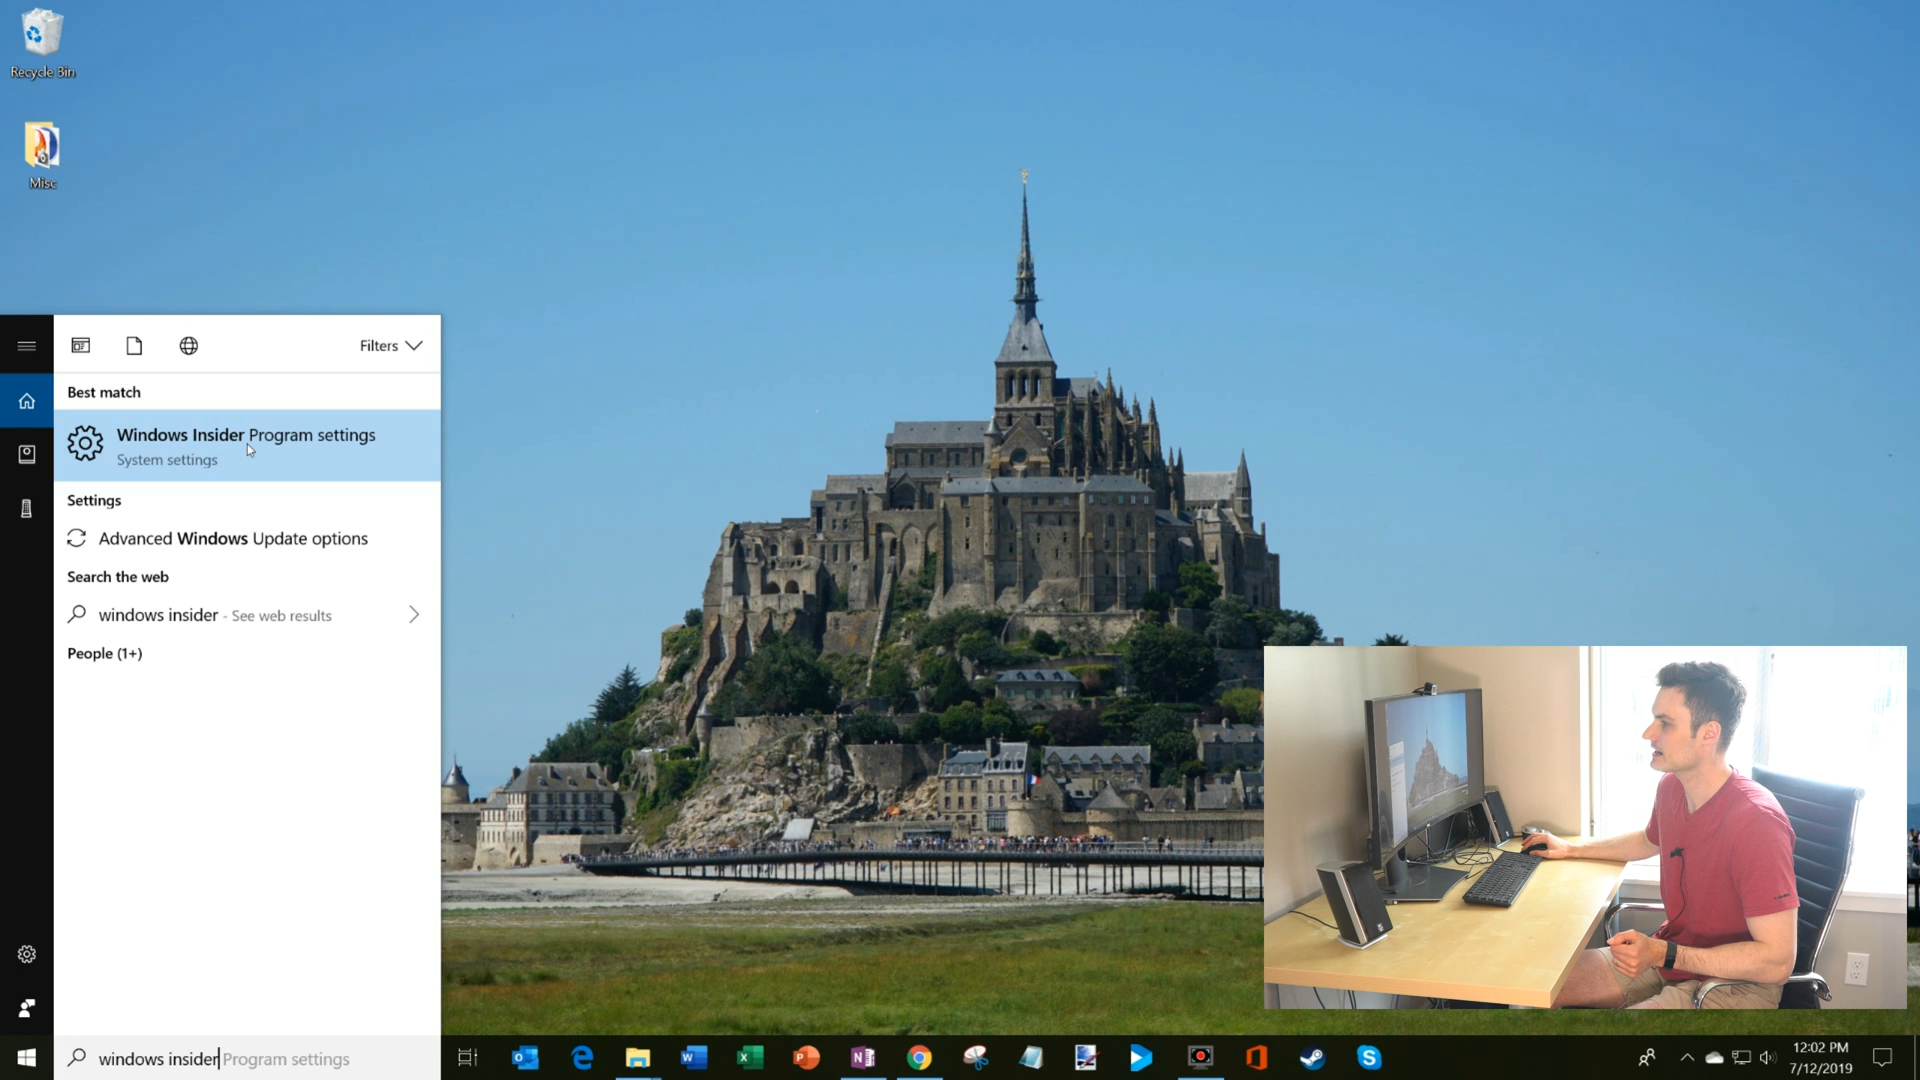 Recycle Bin
Misc
Filters
Best match
Windows Insider Program settings
System settings
Settings
Advanced Windows Update options
Search the web
windows insider - See web results
People (1+)
windows insider Program settings
12:02 PM
7/12/2019